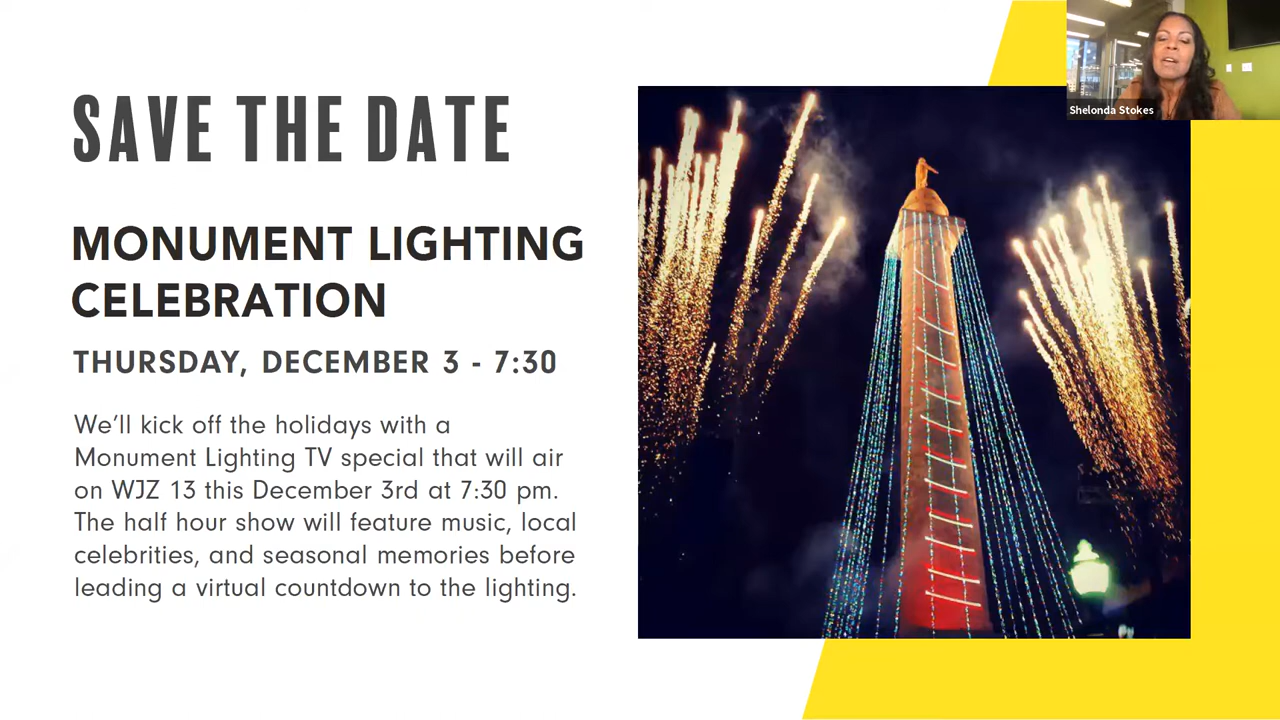 SAVE THE DATE
MONUMENT LIGHTING
CELEBRATION
THURSDAY, DECEMBER 3 - 7:30
We’ll kick off the holidays with a
Monument Lighting TV special that will air
on WJZ 13 this December 3rd at 7:30 pm.
The half hour show will feature music, local
celebrities, and seasonal memories before
leading a virtual countdown to the lighting.
Shelonda Stokes